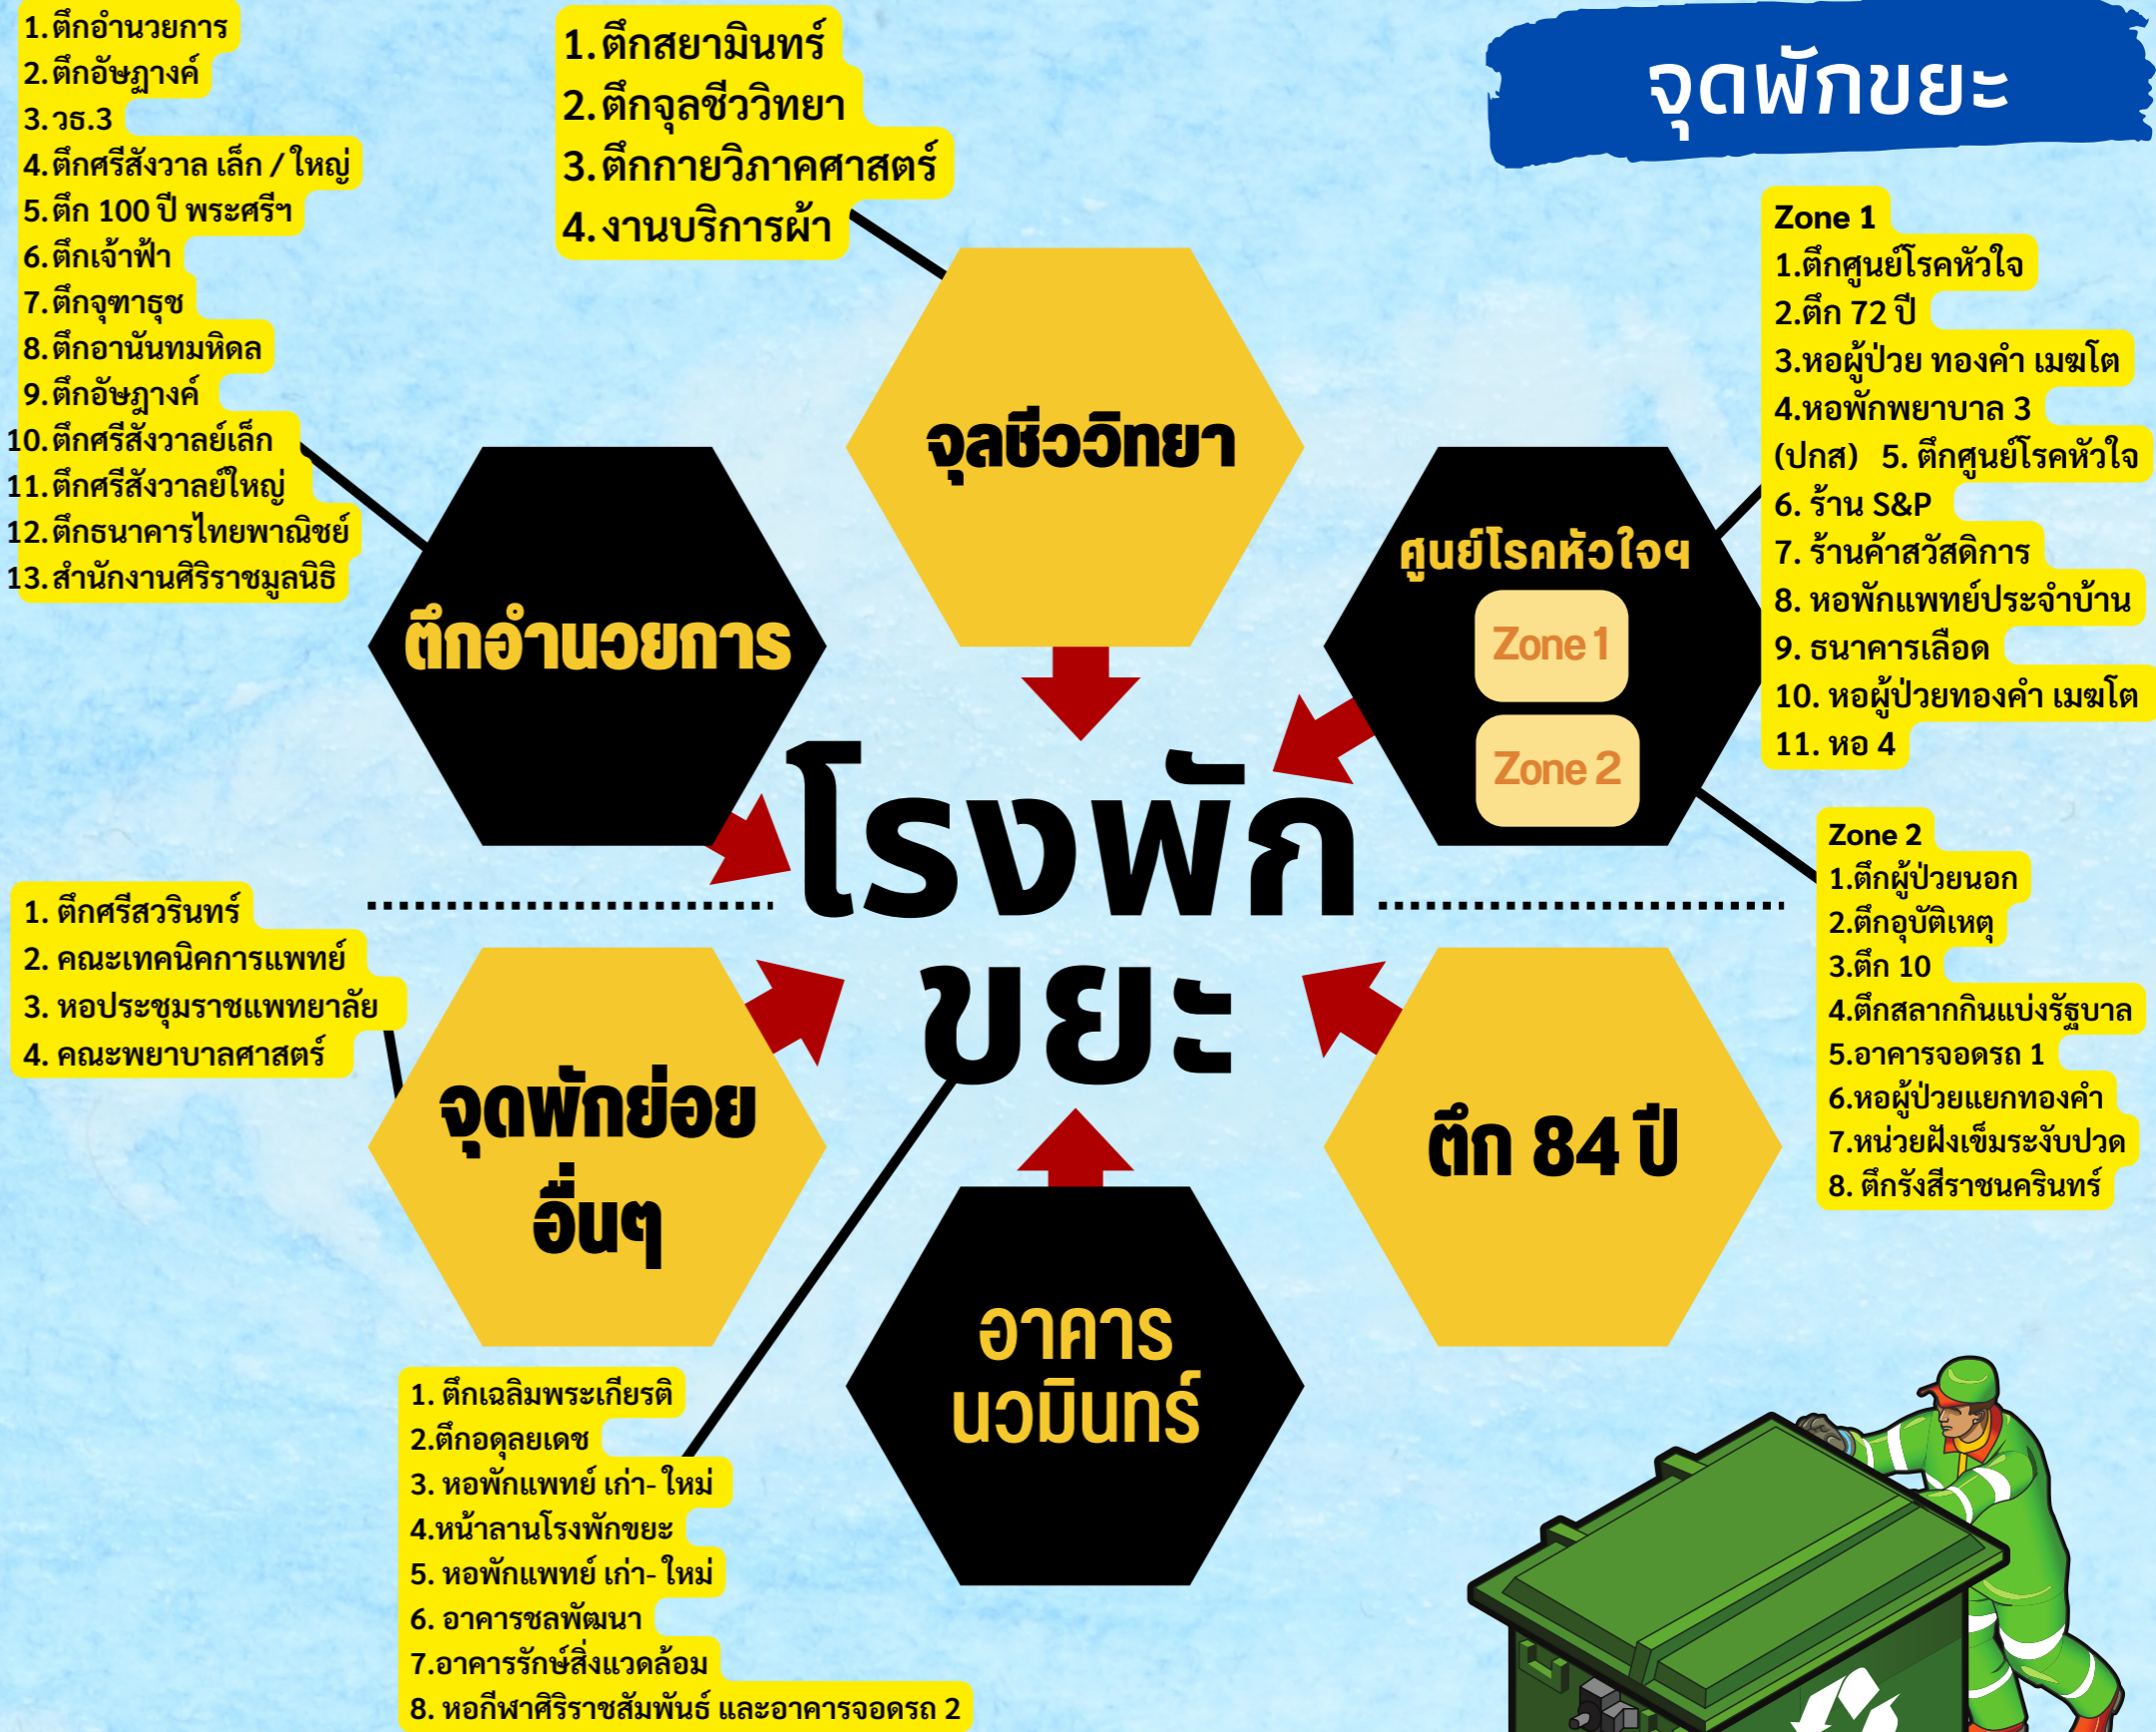 จุดพักขยะ
1.ตึกอำนวยการ
2.ตึกอัษฎางค์
3.วธ.3
4.ตึกศรีสังวาล เล็ก / ใหญ่
5.ตึก 100 ปี พระศรีฯ
6.ตึกเจ้าฟ้า
7.ตึกจุฑาธุช
8.ตึกอานันทมหิดล
9.ตึกอัษฎางค์
10.ตึกศรีสังวาลย์เล็ก
11.ตึกศรีสังวาลย์ใหญ่
12.ตึกธนาคารไทยพาณิชย์
13.สำนักงานศิริราชมูลนิธิ
1.ตึกสยามินทร์
2.ตึกจุลชีววิทยา
3.ตึกกายวิภาคศาสตร์
4.งานบริการผ้า
Zone 1
1.ตึกศูนย์โรคหัวใจ
2.ตึก 72 ปี
3.หอผู้ป่วย ทองคำ เมฆโต
4.หอพักพยาบาล 3
(ปกส) 5. ตึกศูนย์โรคหัวใจ
6. ร้าน S&P
7. ร้านค้าสวัสดิการ
8. หอพักแพทย์ประจำบ้าน
9. ธนาคารเลือด
10. หอผู้ป่วยทองคำ เมฆโต
11. หอ 4
จุลชีววิทยา
ตึกอำนวยการ
ศูนย์โรคหัวใจฯ
Zone 1
Zone 2
โรงพัก
ขยะ
Zone 2
1.ตึกผู้ป่วยนอก
2.ตึกอุบัติเหตุ
3.ตึก 10
4.ตึกสลากกินแบ่งรัฐบาล
5.อาคารจอดรถ 1
6.หอผู้ป่วยแยกทองคำ
7.หน่วยฝังเข็มระงับปวด
8. ตึกรังสีราชนครินทร์
1. ตึกศรีสวรินทร์
2. คณะเทคนิคการแพทย์
3. หอประชุมราชแพทยาลัย
4. คณะพยาบาลศาสตร์
จุดพักย่อย
อื่นๆ
ตึก 84 ปี
อาคาร
นวมินทร์
1. ตึกเฉลิมพระเกียรติ
2.ตึกอดุลยเดช
3. หอพักแพทย์ เก่า- ใหม่
4.หน้าลานโรงพักขยะ
5. หอพักแพทย์ เก่า- ใหม่
6. อาคารชลพัฒนา
7.อาคารรักษ์สิ่งแวดล้อม
8. หอกีฬาศิริราชสัมพันธ์ และอาคารจอดรถ 2